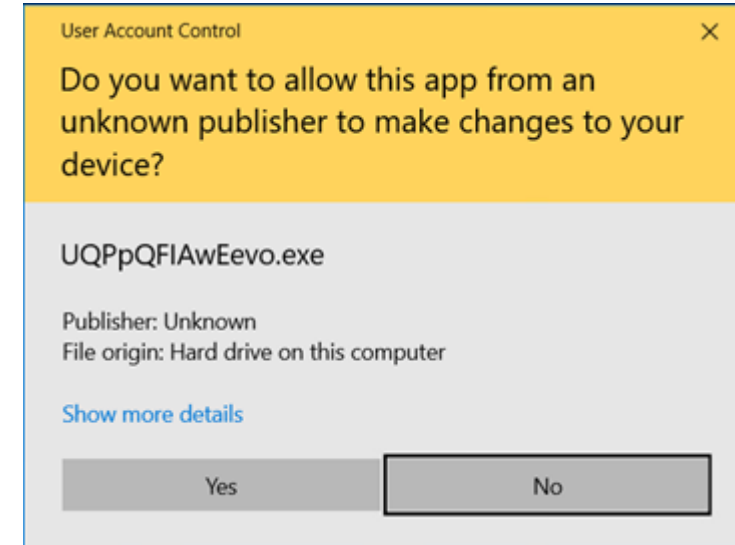 User Account Control
Do you want to allow this app from an
unknown publisher to make changes to your
device?
UQPpQFIAwEevo.exe
Publisher: Unknown
File origin: Hard drive on this computer
Show more details
Yes
No